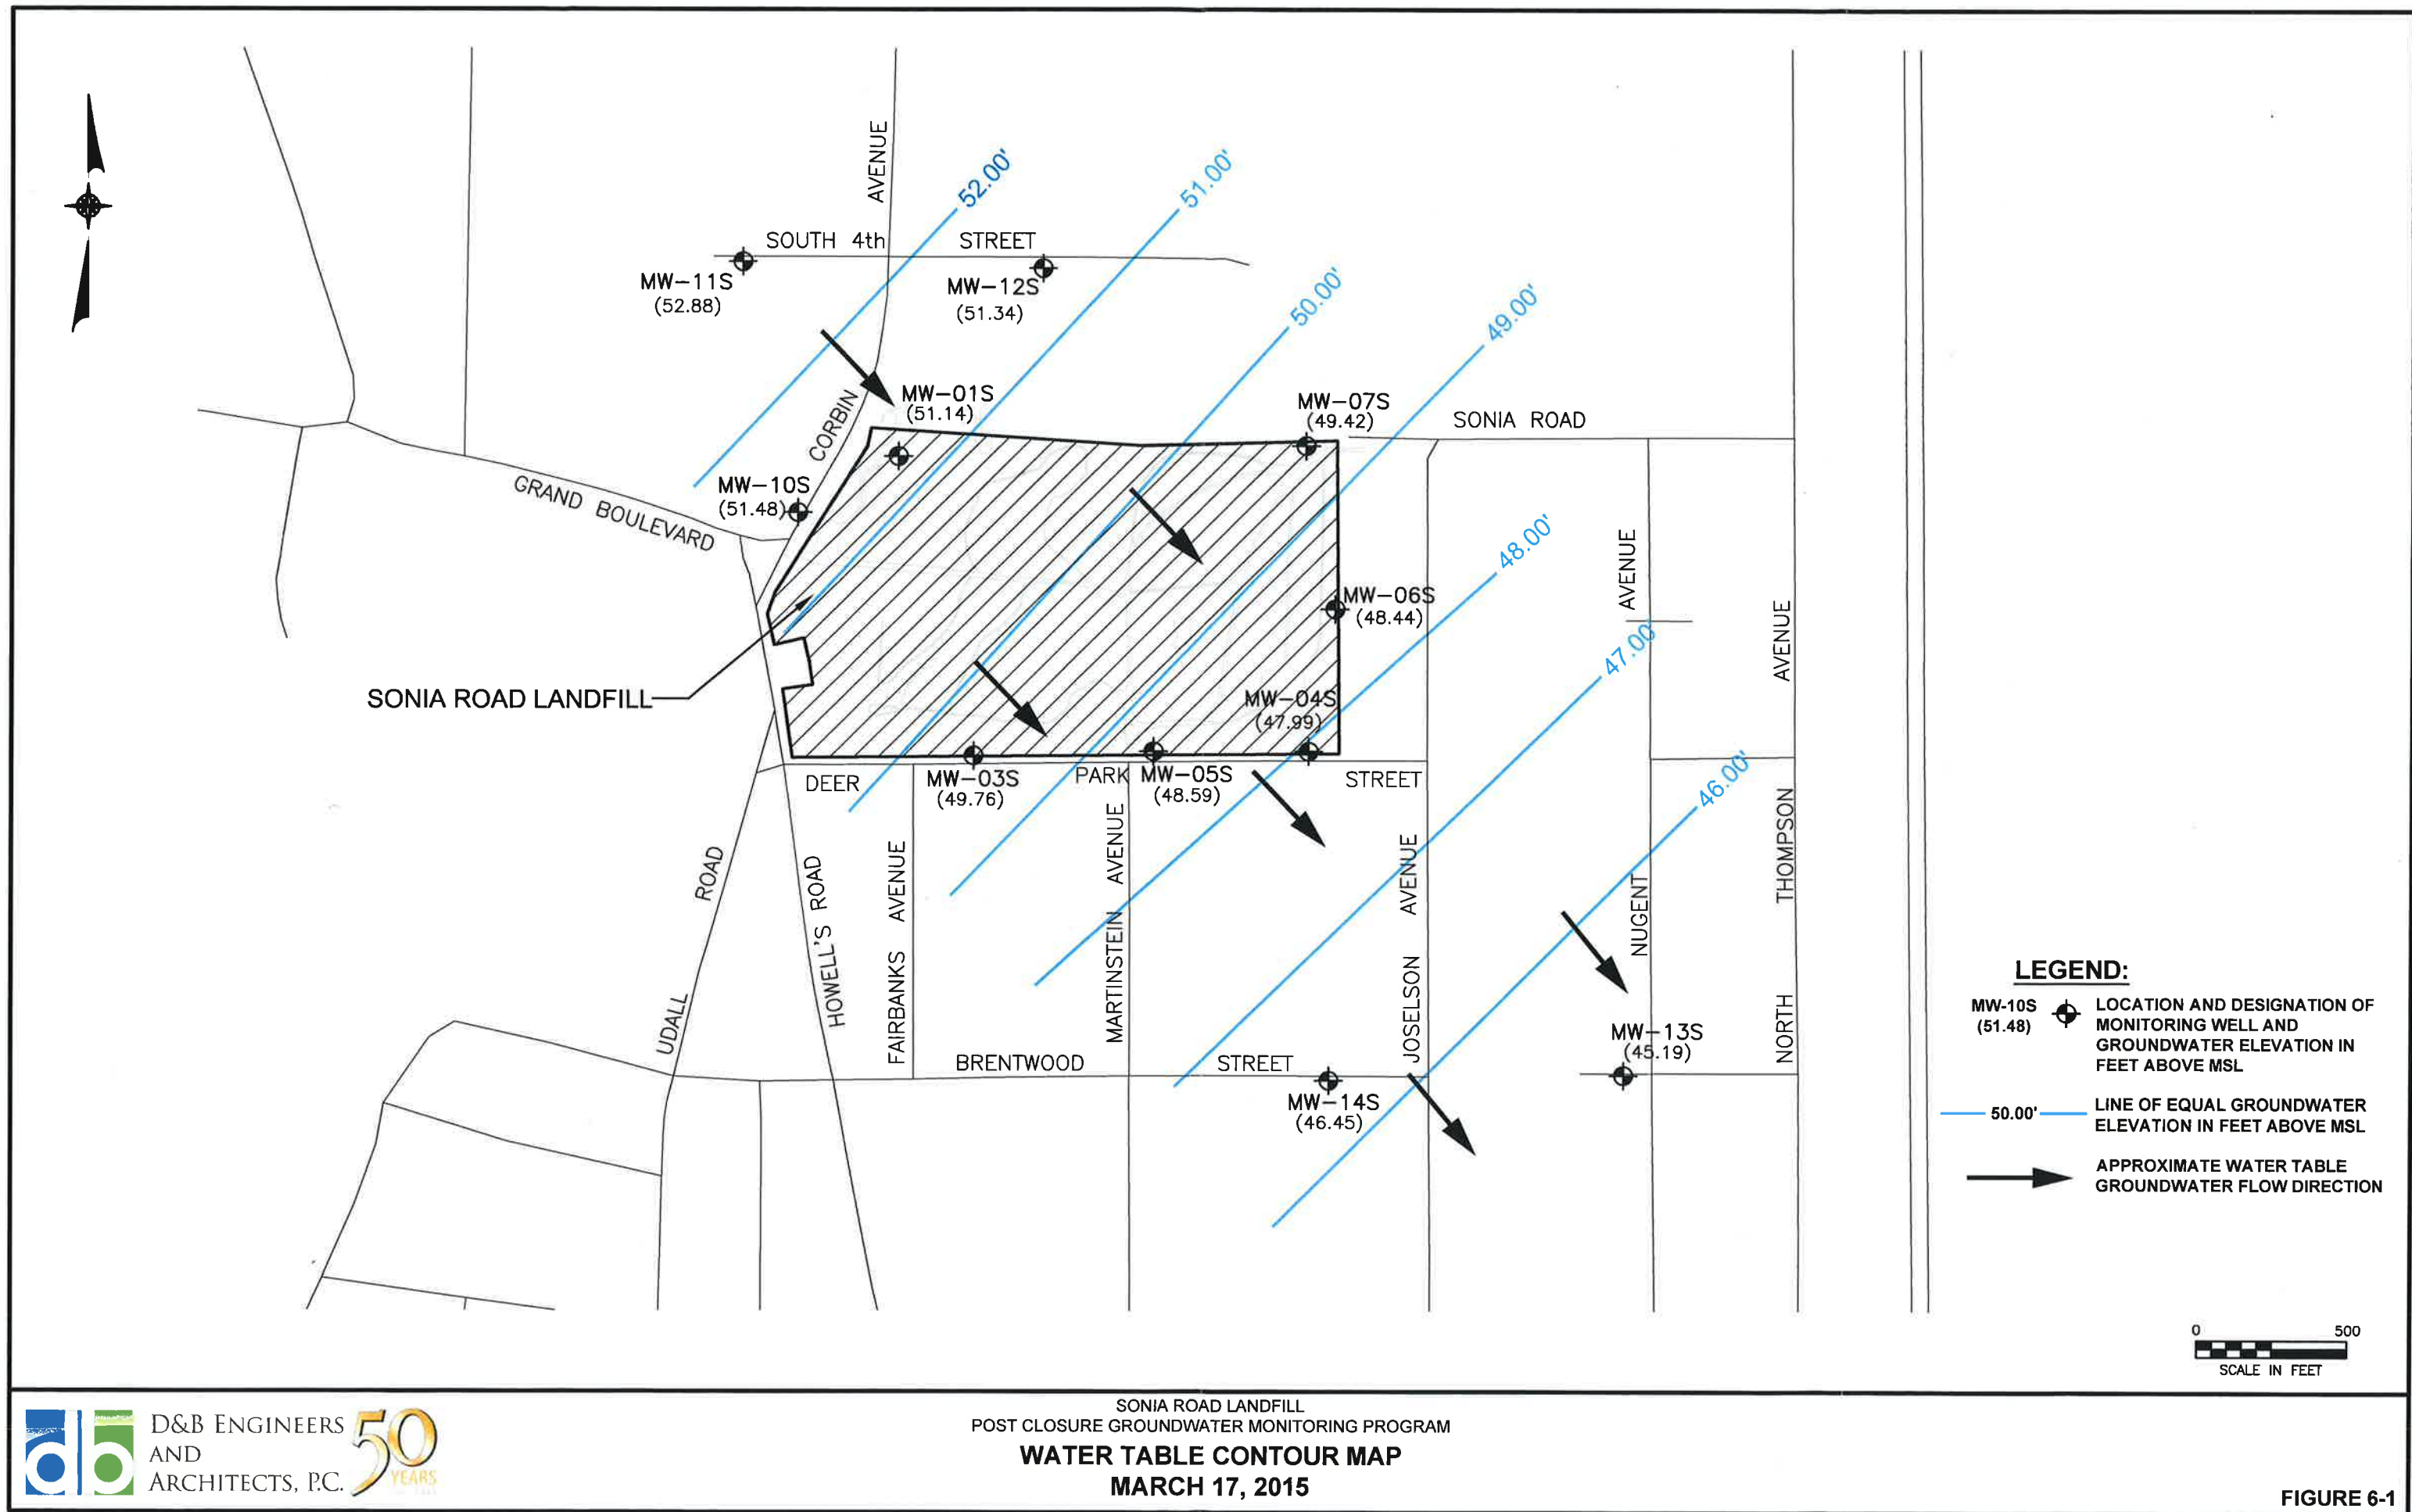 AVENUE
52.00'
51.00'
SOUTH 4th STREET
MW-11S
(52.88)
MW-12S
(51.34)
50.00'
49.00'
CORBIN
MW-01S
(51.14)
MW-07S
(49.42)
SONIA ROAD
MW-10S
(51.48)
GRAND BOULEVARD
48.00'
AVENUE
MW-06S
(48.44)
AVENUE
47.00'
SONIA ROAD LANDFILL
MW-04S
(47.99)
46.00'
DEER PARK STREET
MW-03S
(49.76)
MW-05S
(48.59)
UDALL ROAD
HOWELL'S ROAD
FAIRBANKS AVENUE
MARTINSTEIN AVENUE
JOSELSON AVENUE
NUGENT
NORTH THOMPSON
BRENTWOOD STREET
MW-13S
(45.19)
MW-14S
(46.45)
LEGEND:
MW-10S
(51.48)
LOCATION AND DESIGNATION OF
MONITORING WELL AND
GROUNDWATER ELEVATION IN
FEET ABOVE MSL
50.00'
LINE OF EQUAL GROUNDWATER
ELEVATION IN FEET ABOVE MSL
APPROXIMATE WATER TABLE
GROUNDWATER FLOW DIRECTION
0 500
SCALE IN FEET
db
D&B ENGINEERS
AND
ARCHITECTS, P.C.
50
YEARS
SONIA ROAD LANDFILL
POST CLOSURE GROUNDWATER MONITORING PROGRAM
WATER TABLE CONTOUR MAP
MARCH 17, 2015
FIGURE 6-1